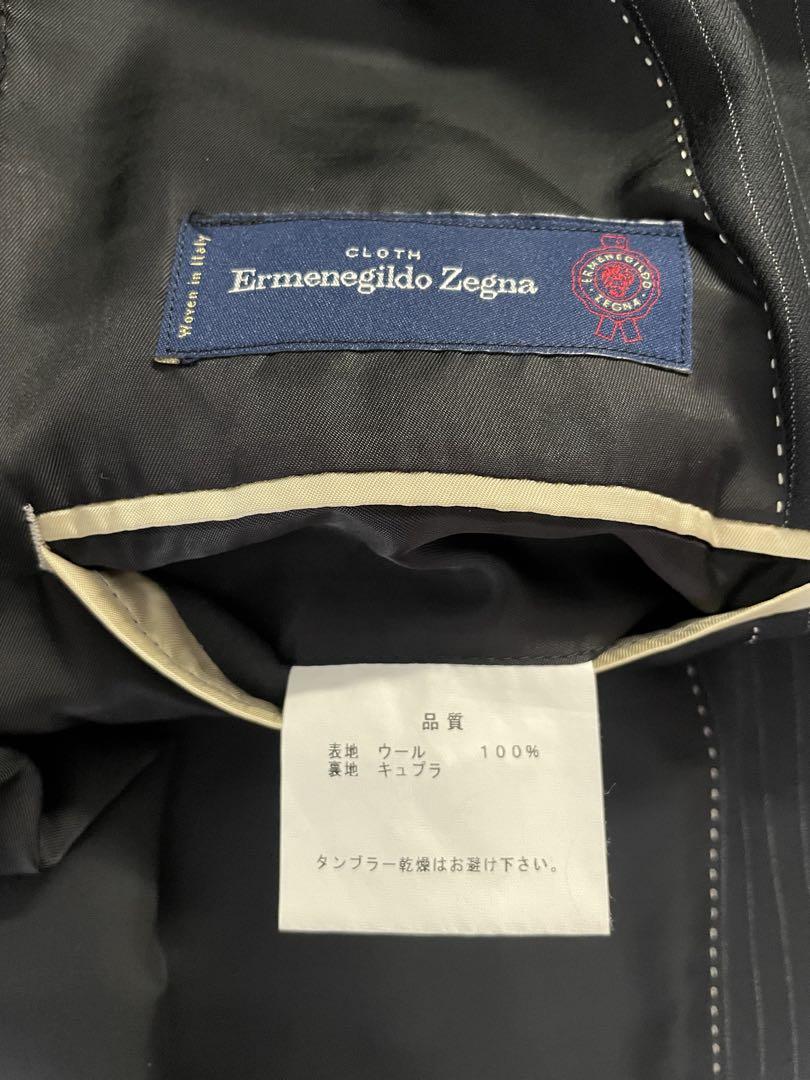 Woven in Italy
CLOTH
Ermenegildo Zegna
ERMENEGILDO
ZEGNA
品質
表地 ウール 100%
裏地 キュプラ
タンブラー乾燥はお避け下さい。